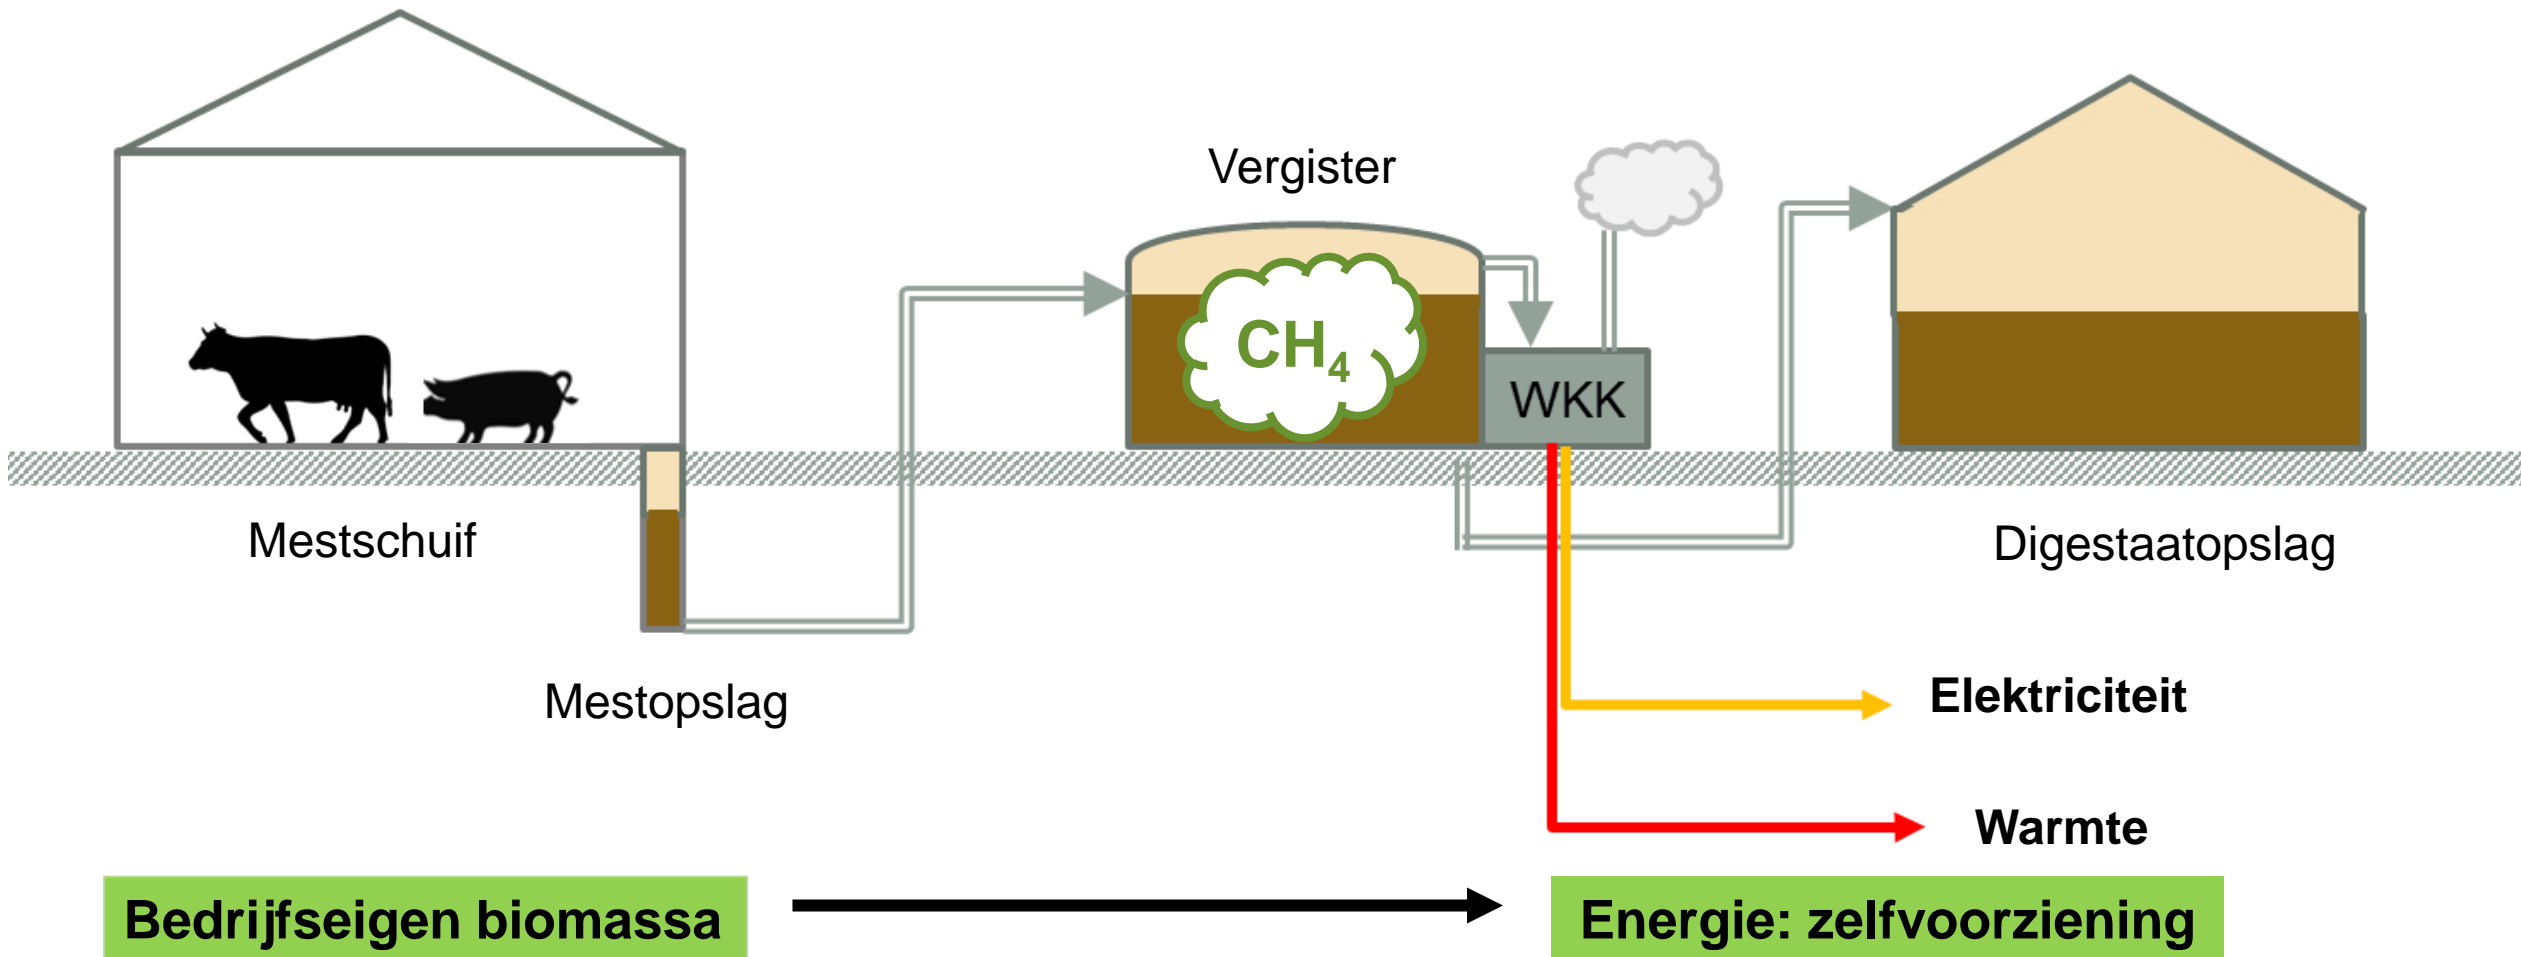 Vergister
CH₄
WKK
Mestschuif
Digestaatopslag
Mestopslag
Elektriciteit
Warmte
Bedrijfseigen biomassa
Energie: zelfvoorziening